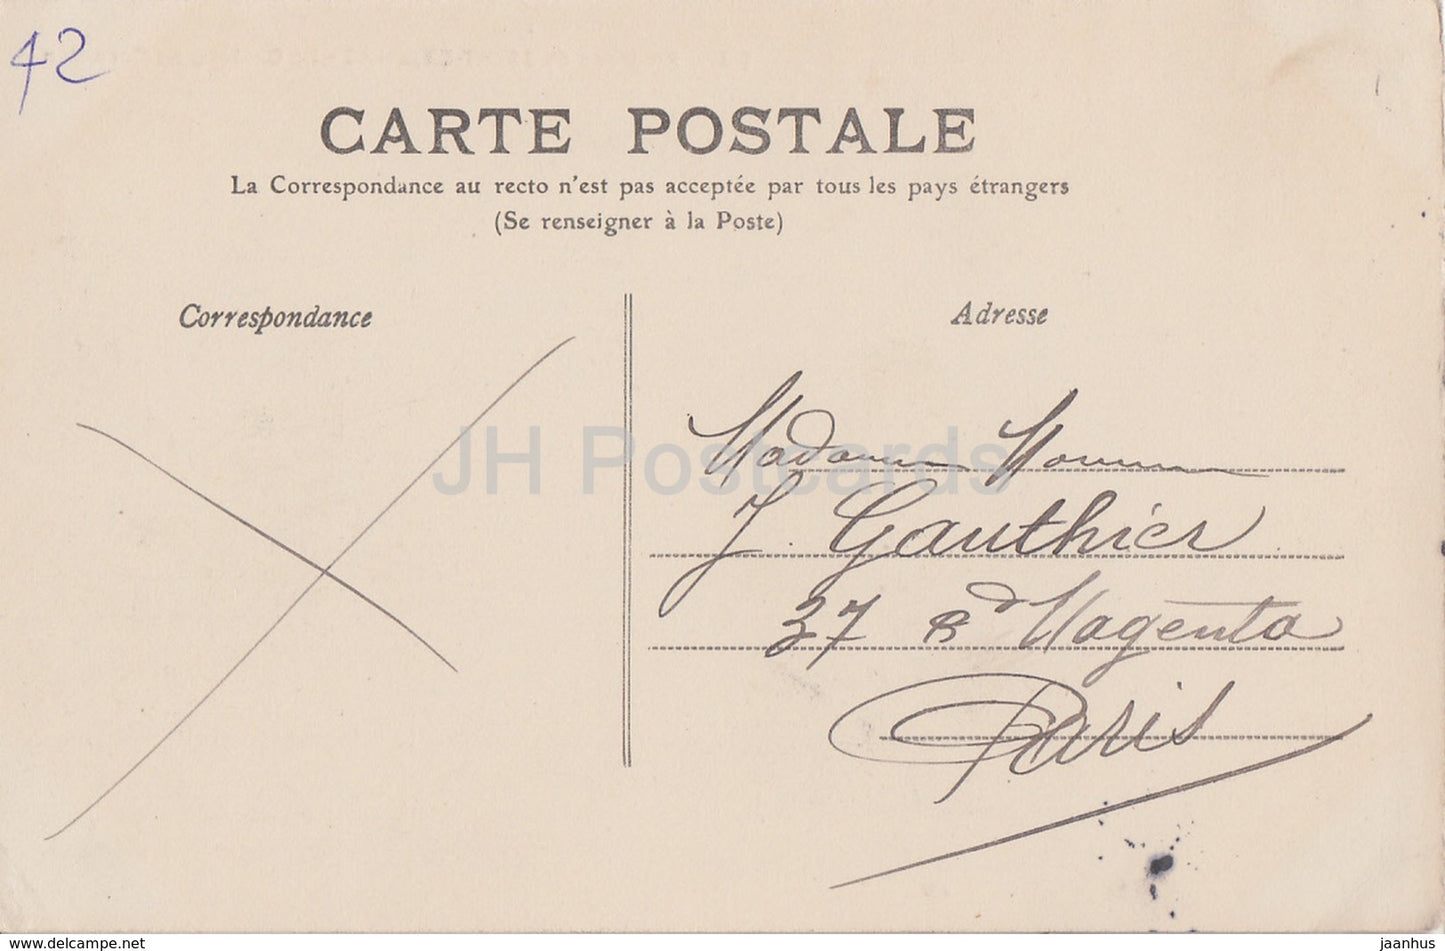 42
CARTE POSTALE
La Correspondance au recto n'est pas acceptée par tous les pays étrangers
(Se renseigner à la Poste)
Correspondance
Adresse
JH Postcards
Madame
J. Gauthier
37 Bd Magenta
Paris
www.delcampe.net
jaanhus